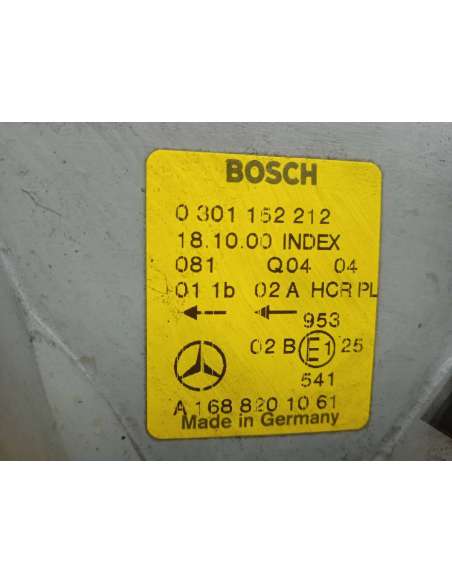 BOSCH
0 301 152 212
18.10.00 INDEX
081 Q04 04
01 1b 02 A HCR PL
953
02 B E1 25
541
A 168 820 10 61
Made in Germany